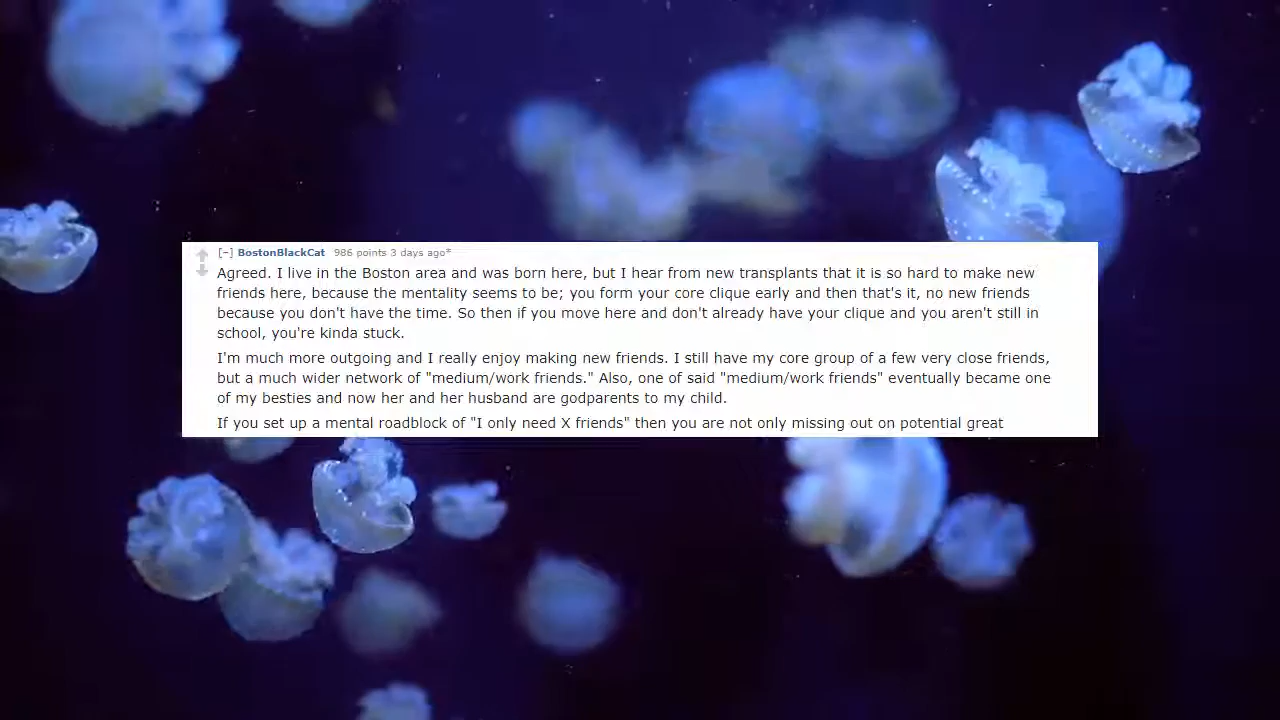 [–] BostonBlackCat 986 points 3 days ago*
Agreed. I live in the Boston area and was born here, but I hear from new transplants that it is so hard to make new
friends here, because the mentality seems to be; you form your core clique early and then that's it, no new friends
because you don't have the time. So then if you move here and don't already have your clique and you aren't still in
school, you're kinda stuck.
I'm much more outgoing and I really enjoy making new friends. I still have my core group of a few very close friends,
but a much wider network of "medium/work friends." Also, one of said "medium/work friends" eventually became one
of my besties and now her and her husband are godparents to my child.
If you set up a mental roadblock of "I only need X friends" then you are not only missing out on potential great